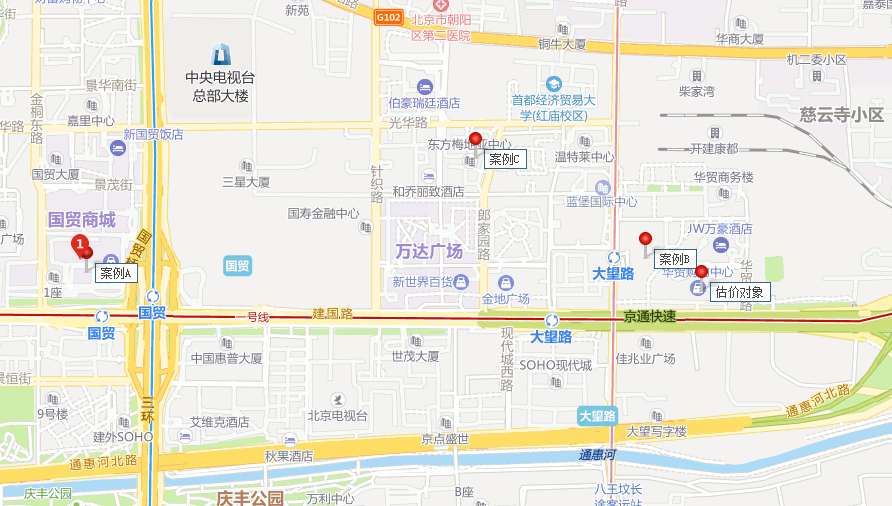 新苑
G102
北京市朝阳
区第二医院
铜牛大厦
华商大厦
机二委小区
中央电视台
总部大楼
景华南街
金桐东路
嘉里中心
新国贸饭店
伯豪瑞廷酒店
首都经济贸易大
学(红庙校区)
柴家湾
慈云寺小区
华路
光华路
东方梅地亚中心
案例C
温特莱中心
开建康都
国贸大厦
景茂街
三星大厦
针织路
和乔丽致酒店
华贸商务楼
蓝堡国际中心
国贸商城
国寿金融中心
郎家园路
JW万豪酒店
广场
国贸桥
万达广场
1
案例A
国贸
大望路
案例B
华贸购物中心
华贸路
估价对象
1座
新世界百货
金地广场
国贸
国贸
一号线
建国路
大望路
京通快速
中国惠普大厦
世茂大厦
现代城西路
SOHO现代城
佳兆业广场
景恒街
三环
9号楼
建外SOHO
艾维克酒店
北京电视台
大望路
通惠河北路
京点盛世
大望写字楼
通惠河北路
秋果酒店
通惠河
庆丰公园
庆丰公园
万利中心
B座
八王坟长
途客运站